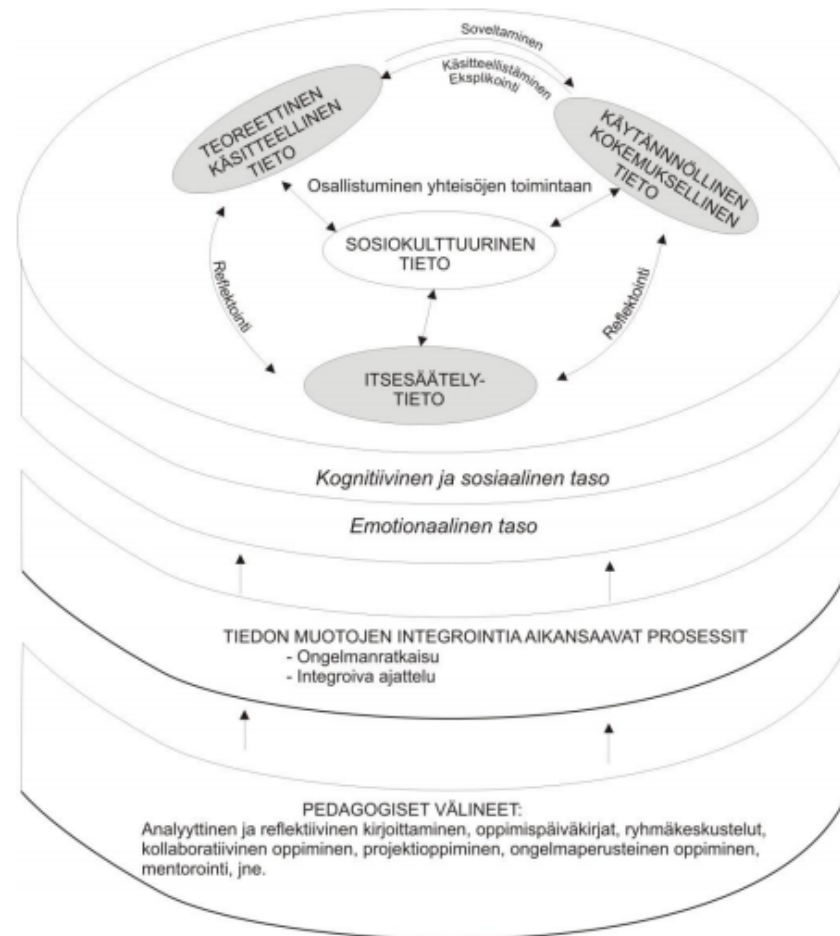 Soveltaminen
Käsitteellistäminen
Eksplikointi
TEOREETTINEN
KÄSITTEELLINEN
TIETO
KÄYTÄNNNÖLLINEN
KOKEMUKSELLINEN
TIETO
Osallistuminen yhteisöjen toimintaan
SOSIOKULTTUURINEN
TIETO
Reflektointi
Reflektointi
ITSESÄÄTELY-
TIETO
Kognitiivinen ja sosiaalinen taso
Emotionaalinen taso
TIEDON MUOTOJEN INTEGROINTIA AIKANSAAVAT PROSESSIT
- Ongelmanratkaisu
- Integroiva ajattelu
PEDAGOGISET VÄLINEET:
Analyyttinen ja reflektiivinen kirjoittaminen, oppimispäiväkirjat, ryhmäkeskustelut,
kollaboratiivinen oppiminen, projektioppiminen, ongelmaperusteinen oppiminen,
mentorointi, jne.